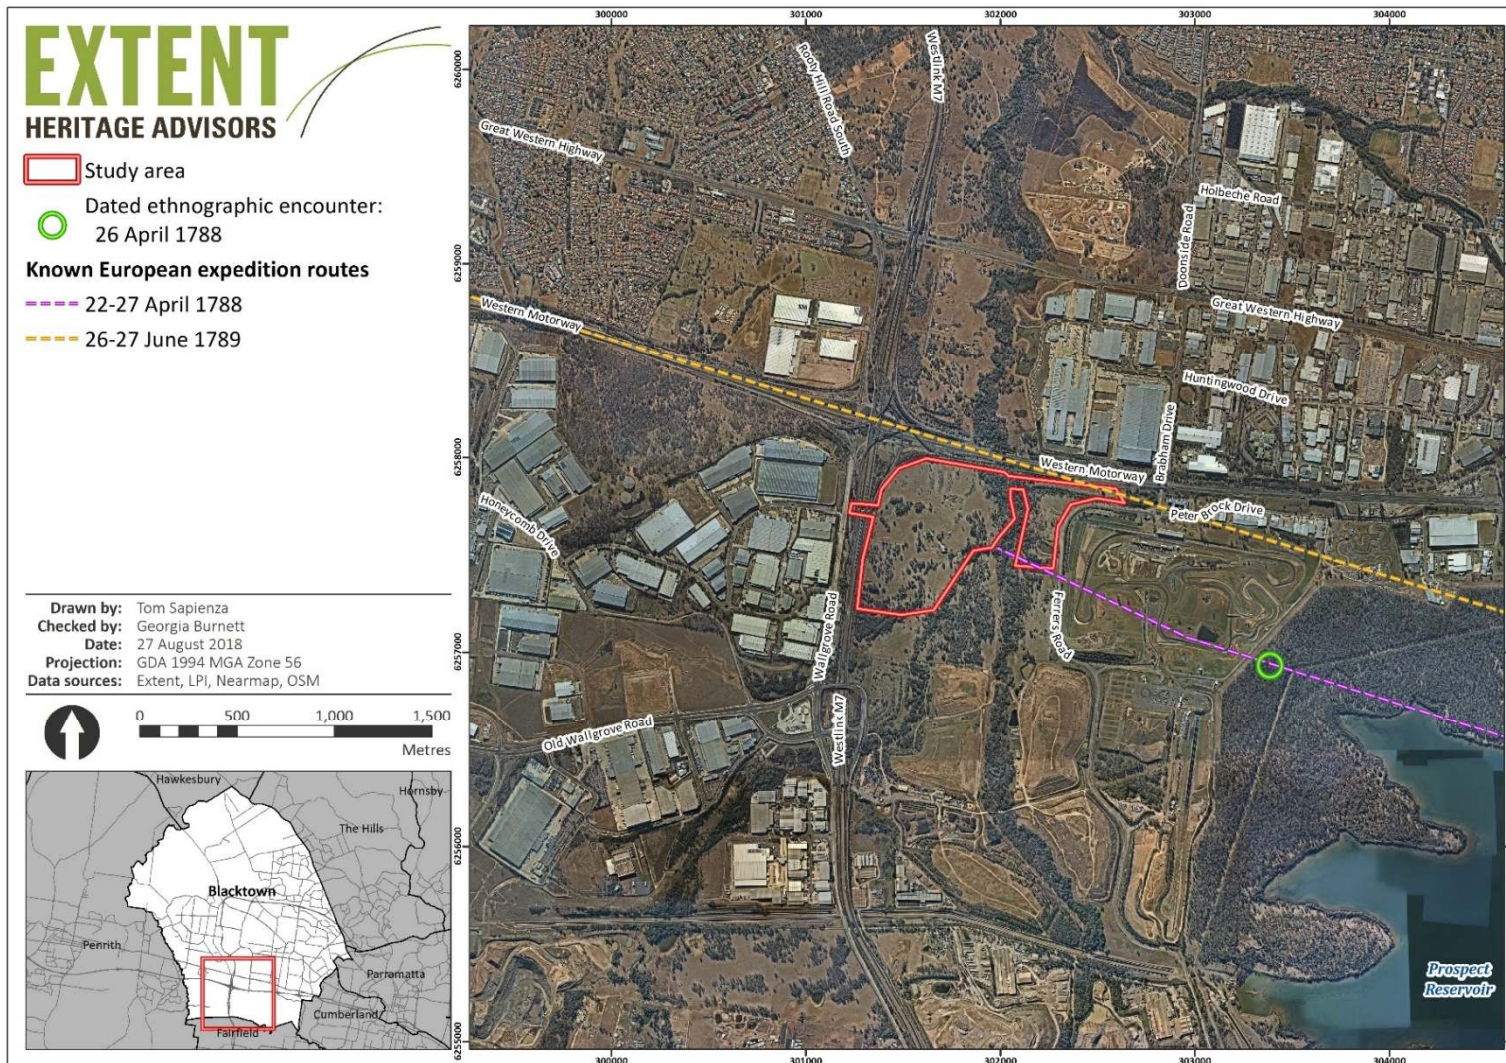 EXTENT
HERITAGE ADVISORS
Study area
Dated ethnographic encounter:
26 April 1788
Known European expedition routes
22-27 April 1788
26-27 June 1789
Drawn by: Tom Sapienza
Checked by: Georgia Burnett
Date: 27 August 2018
Projection: GDA 1994 MGA Zone 56
Data sources: Extent, LPI, Nearmap, OSM
0 500 1,000 1,500
Metres
Hawkesbury
Hornsby
The Hills
Blacktown
Penrith
Parramatta
Cumberland
Fairfield
300000 301000 302000 303000 304000
6260000
6259000
6258000
6257000
6256000
6255000
Great Western Highway
Rooty Hill Road South
Westlink M7
Holbeche Road
Doonside Road
Great Western Highway
Western Motorway
Huntingwood Drive
Brabham Drive
Western Motorway
Peter Brock Drive
Honeycomb Drive
Wallgrove Road
Ferrers Road
Old Wallgrove Road
Westlink M7
Prospect
Reservoir
300000 301000 302000 303000 304000